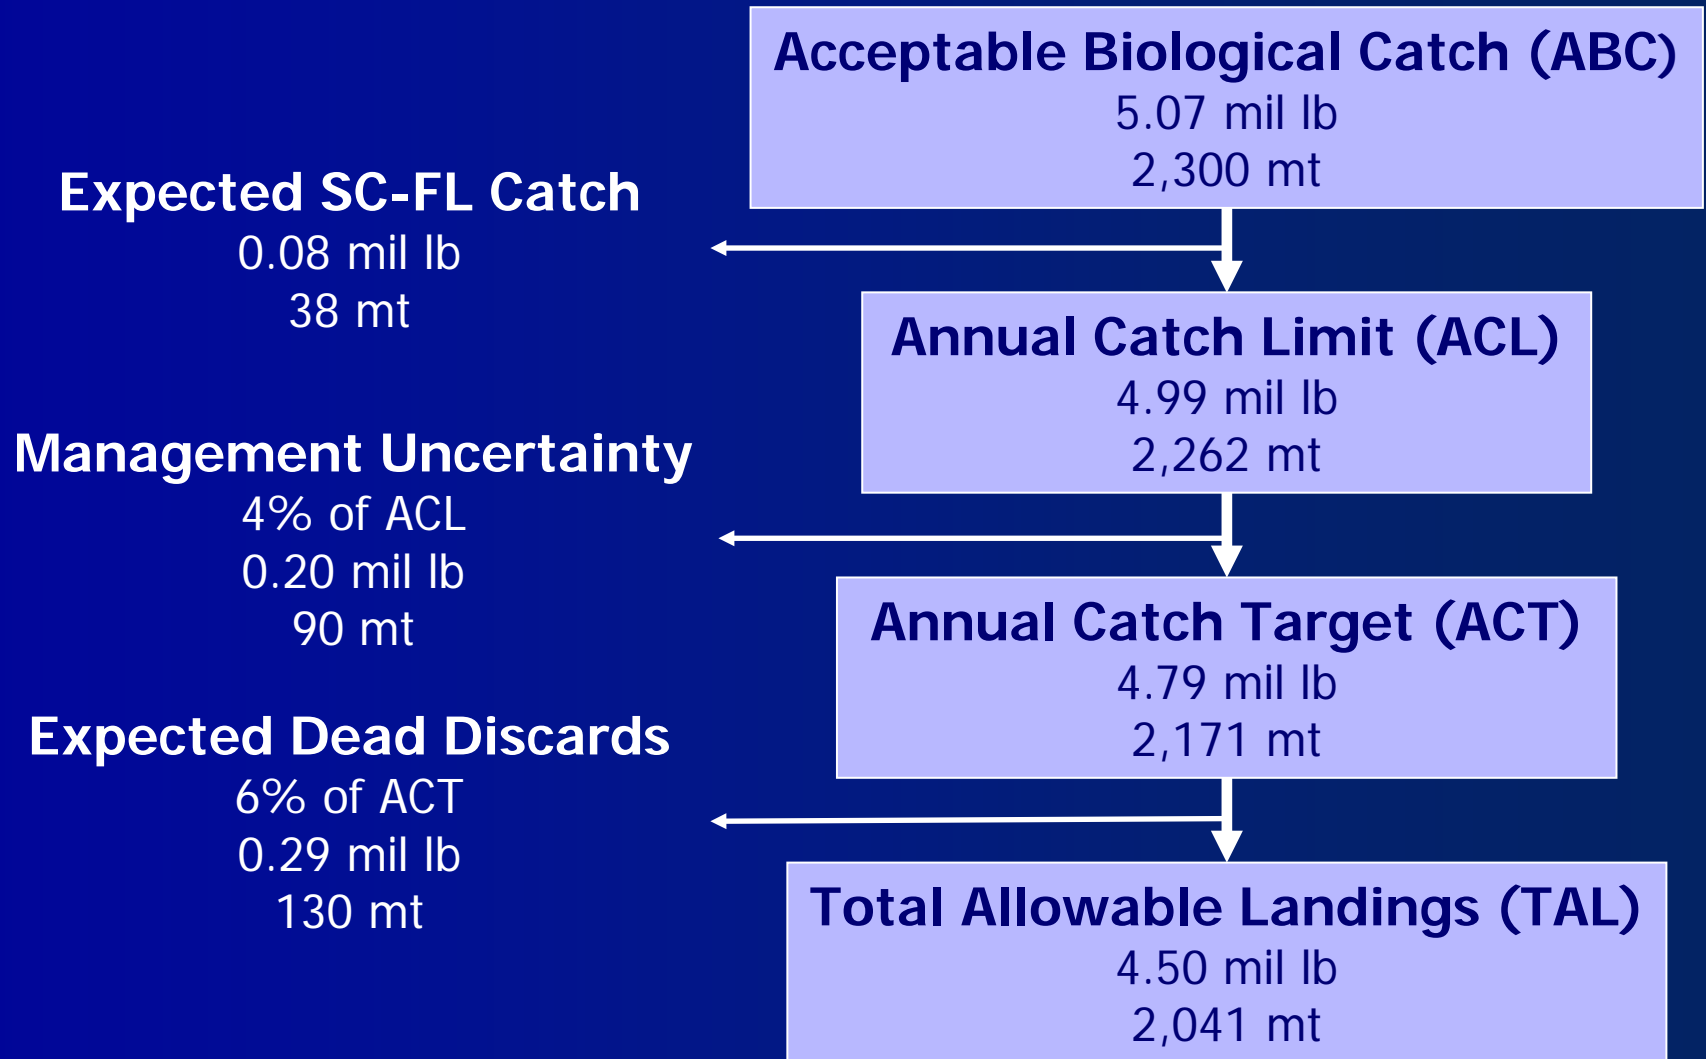 Acceptable Biological Catch (ABC)
5.07 mil lb
2,300 mt
Expected SC-FL Catch
0.08 mil lb
38 mt
Annual Catch Limit (ACL)
4.99 mil lb
2,262 mt
Management Uncertainty
4% of ACL
0.20 mil lb
90 mt
Annual Catch Target (ACT)
4.79 mil lb
2,171 mt
Expected Dead Discards
6% of ACT
0.29 mil lb
130 mt
Total Allowable Landings (TAL)
4.50 mil lb
2,041 mt